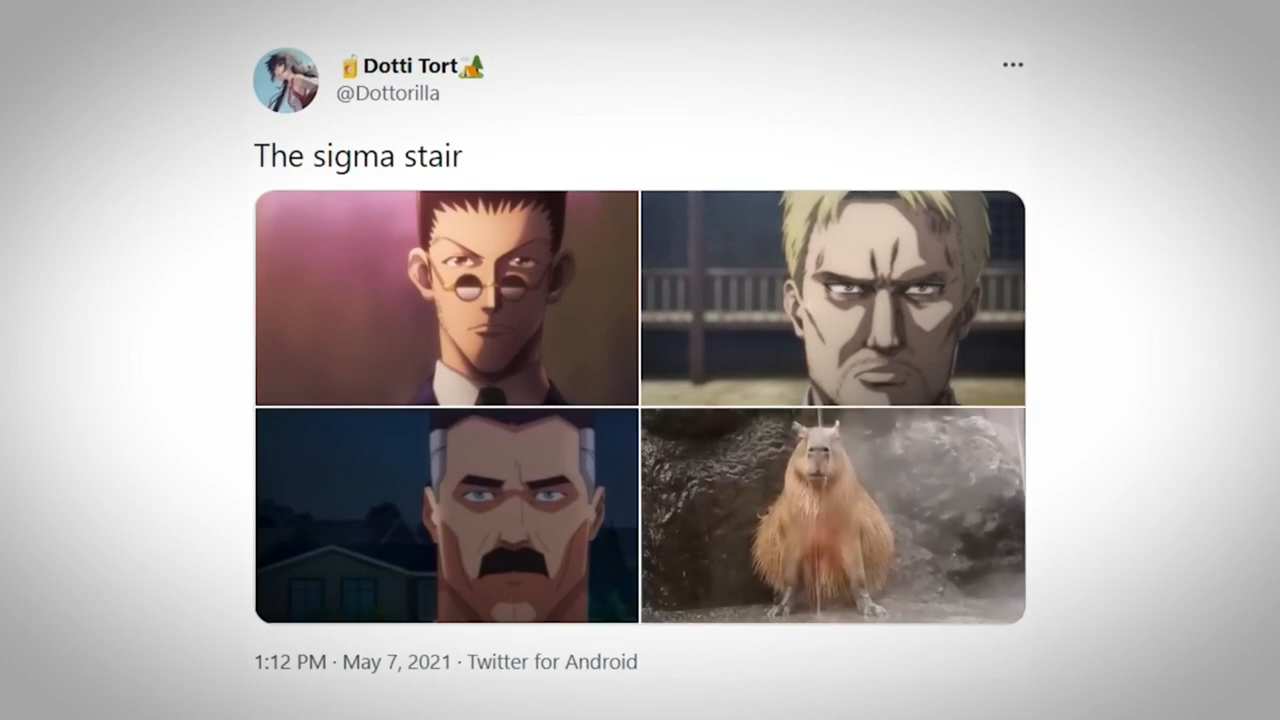 🧃Dotti Tort🏕️
@Dottorilla
The sigma stair
1:12 PM · May 7, 2021 · Twitter for Android